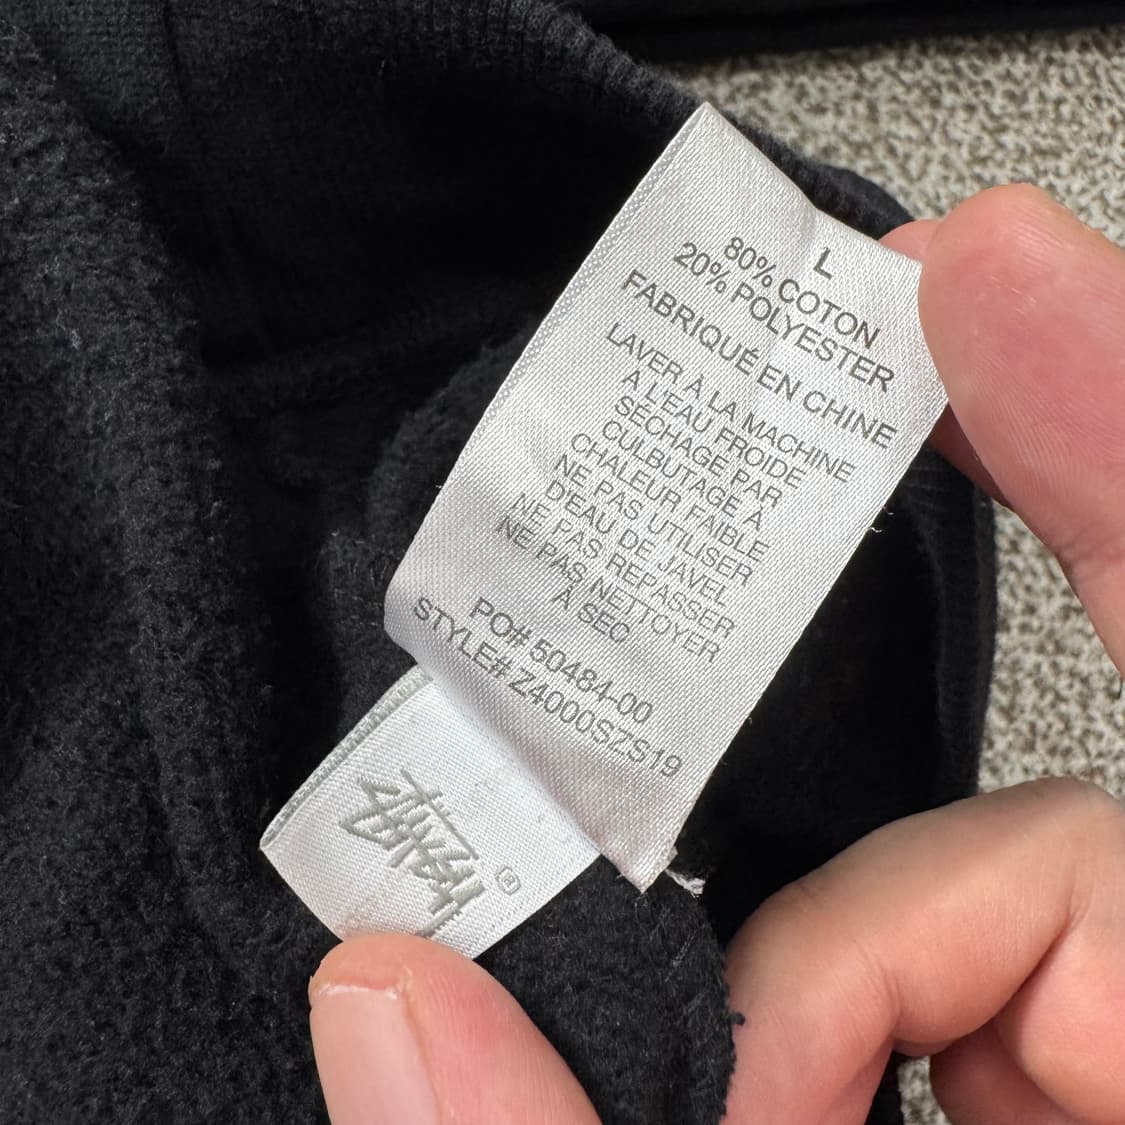 L
80% COTON
20% POLYESTER
FABRIQUÉ EN CHINE
LAVER À LA MACHINE
A L'EAU FROIDE
SÉCHAGE PAR
CULBUTAGE À
CHALEUR FAIBLE
NE PAS UTILISER
D'EAU DE JAVEL
NE PAS REPASSER
NE PAS NETTOYER
À SEC
PO# 50484-00
STYLE# Z4000SZS19
STÜSSY ®